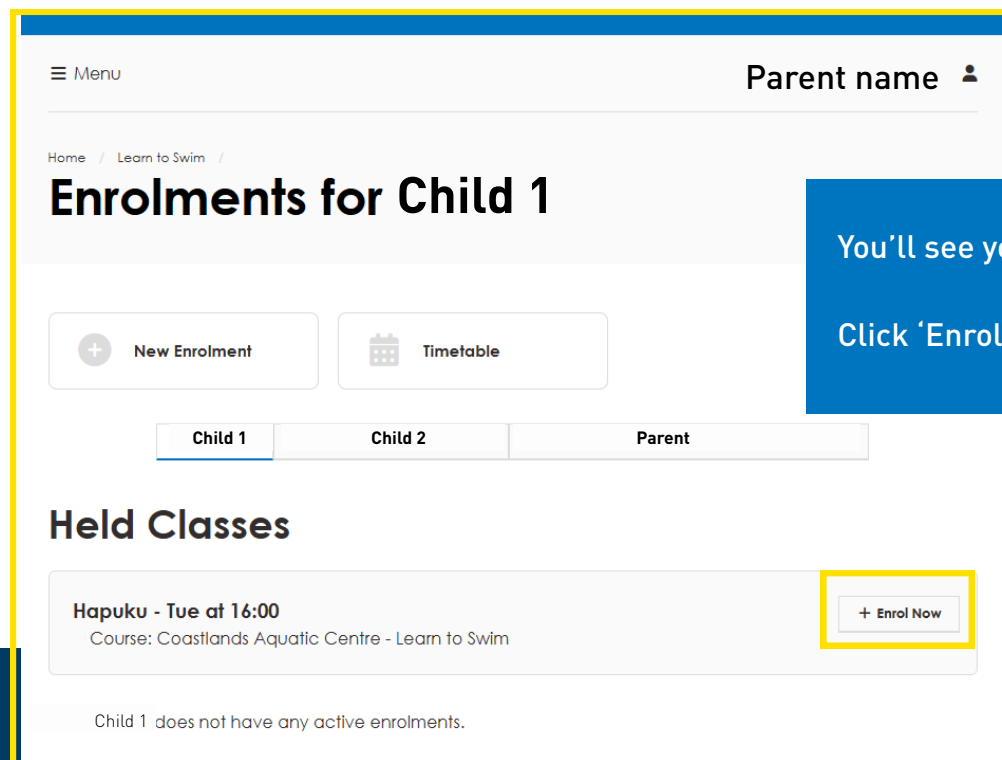 Menu
Parent name
Home / Learn to Swim /
Enrolments for Child 1
You'll see
Click ‘Enrol
New Enrolment
Timetable
Child 1
Child 2
Parent
Held Classes
Hapuku - Tue at 16:00
Course: Coastlands Aquatic Centre - Learn to Swim
+ Enrol Now
Child 1 does not have any active enrolments.